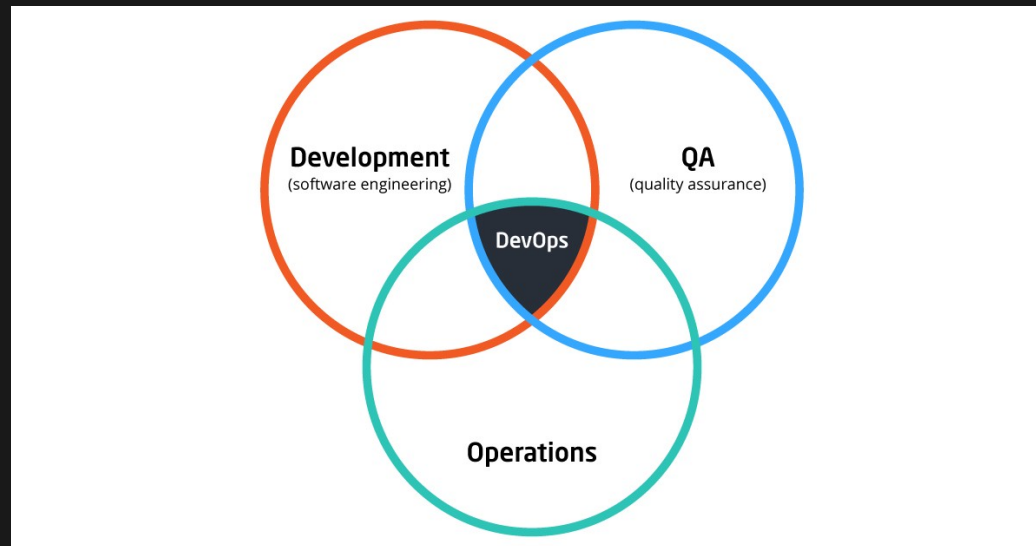 Development
(software engineering)
QA
(quality assurance)
DevOps
Operations